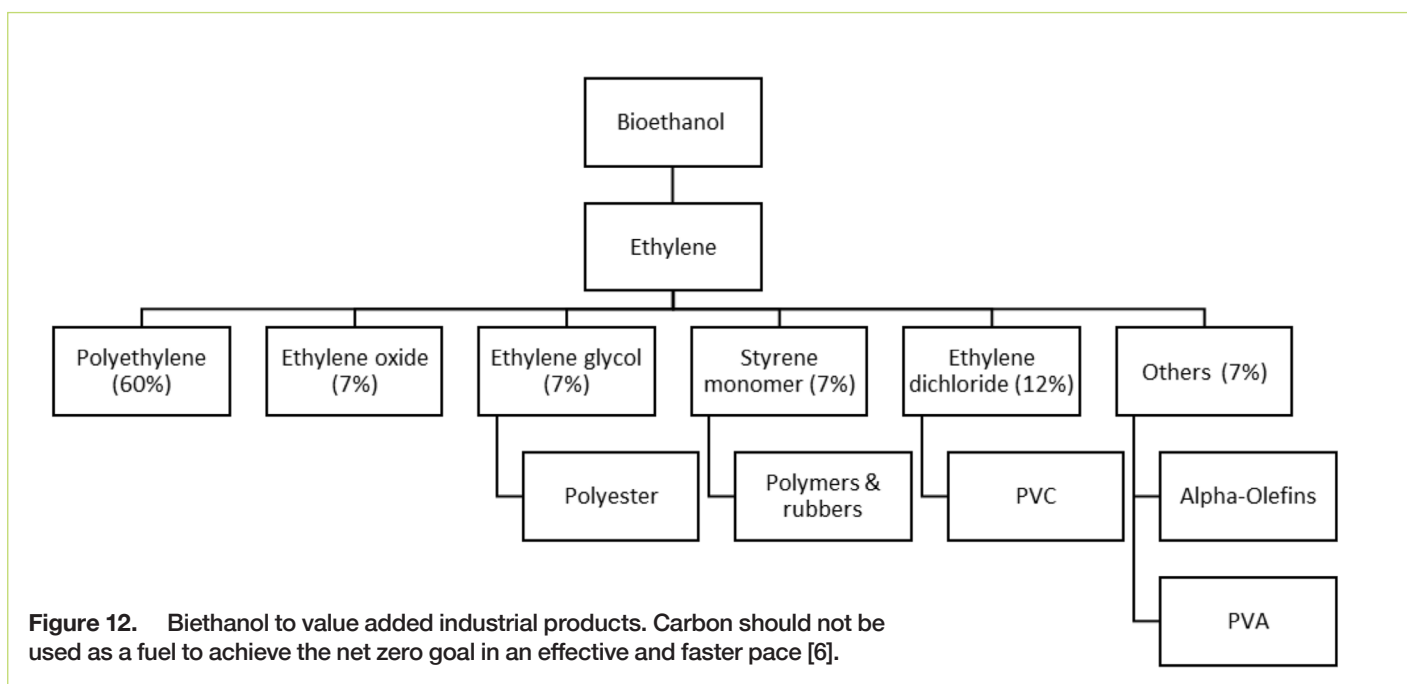 Bioethanol
Ethylene
Polyethylene
(60%)
Ethylene oxide
(7%)
Ethylene glycol
(7%)
Styrene
monomer (7%)
Ethylene
dichloride (12%)
Others (7%)
Polyester
Polymers &
rubbers
PVC
Alpha-Olefins
PVA
Figure 12. Biethanol to value added industrial products. Carbon should not be
used as a fuel to achieve the net zero goal in an effective and faster pace [6].